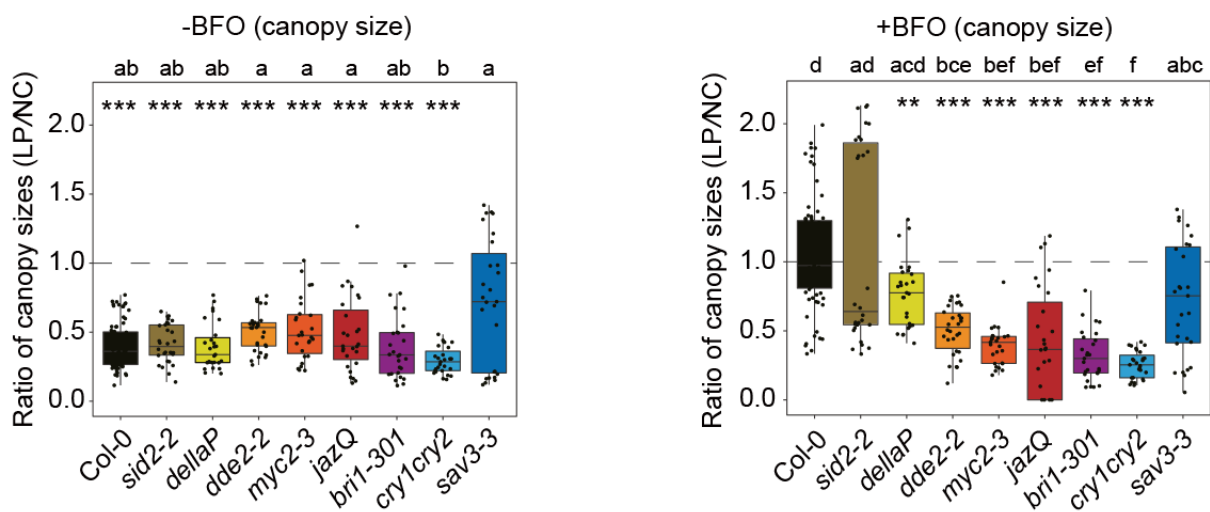 -BFO (canopy size)
ab ab ab a a a ab b a
*** *** *** *** *** *** *** ***
Ratio of canopy sizes (LP/NC)
2.0
1.5
1.0
0.5
0.0
Col-0
sid2-2
dellaP
dde2-2
myc2-3
jazQ
bri1-301
cry1cry2
sav3-3
+BFO (canopy size)
d ad acd bce bef bef ef f abc
** *** *** *** *** ***
Ratio of canopy sizes (LP/NC)
2.0
1.5
1.0
0.5
0.0
Col-0
sid2-2
dellaP
dde2-2
myc2-3
jazQ
bri1-301
cry1cry2
sav3-3